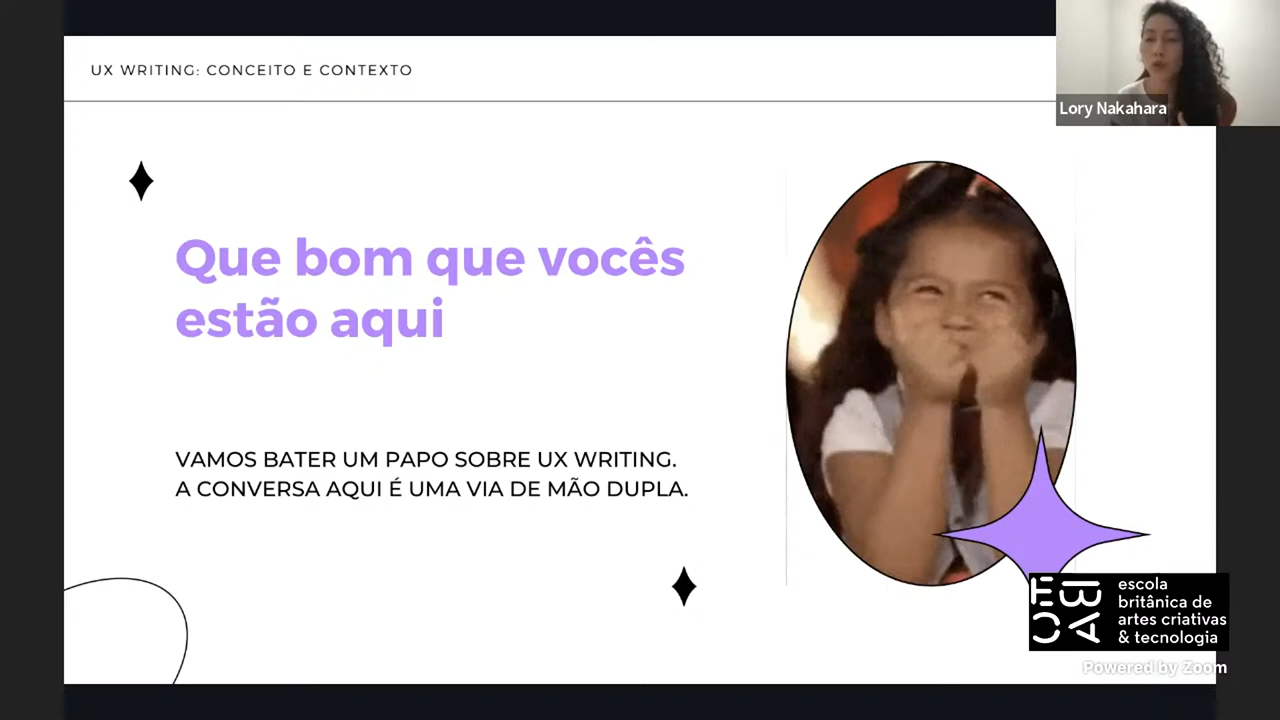 UX WRITING: CONCEITO E CONTEXTO
Lory Nakahara
Que bom que vocês
estão aqui
VAMOS BATER UM PAPO SOBRE UX WRITING.
A CONVERSA AQUI É UMA VIA DE MÃO DUPLA.
escola
britânica de
artes criativas
& tecnologia
Powered by Zoom